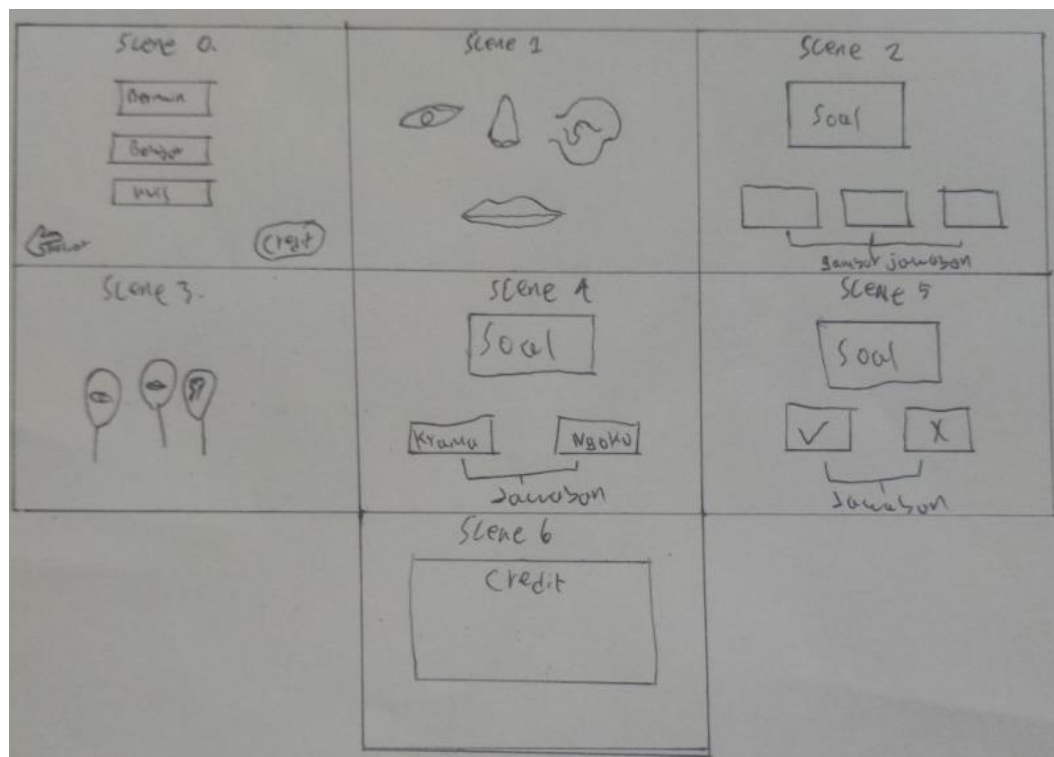 Scene 0.
Bermain
Belajar
Kuis
Credit
Scene 1
Scene 2
Soal
gambar jawaban
Scene 3.
Scene 4
Soal
Krama
Ngoko
Jawaban
Scene 5
Soal
✓
X
Jawaban
Scene 6
Credit